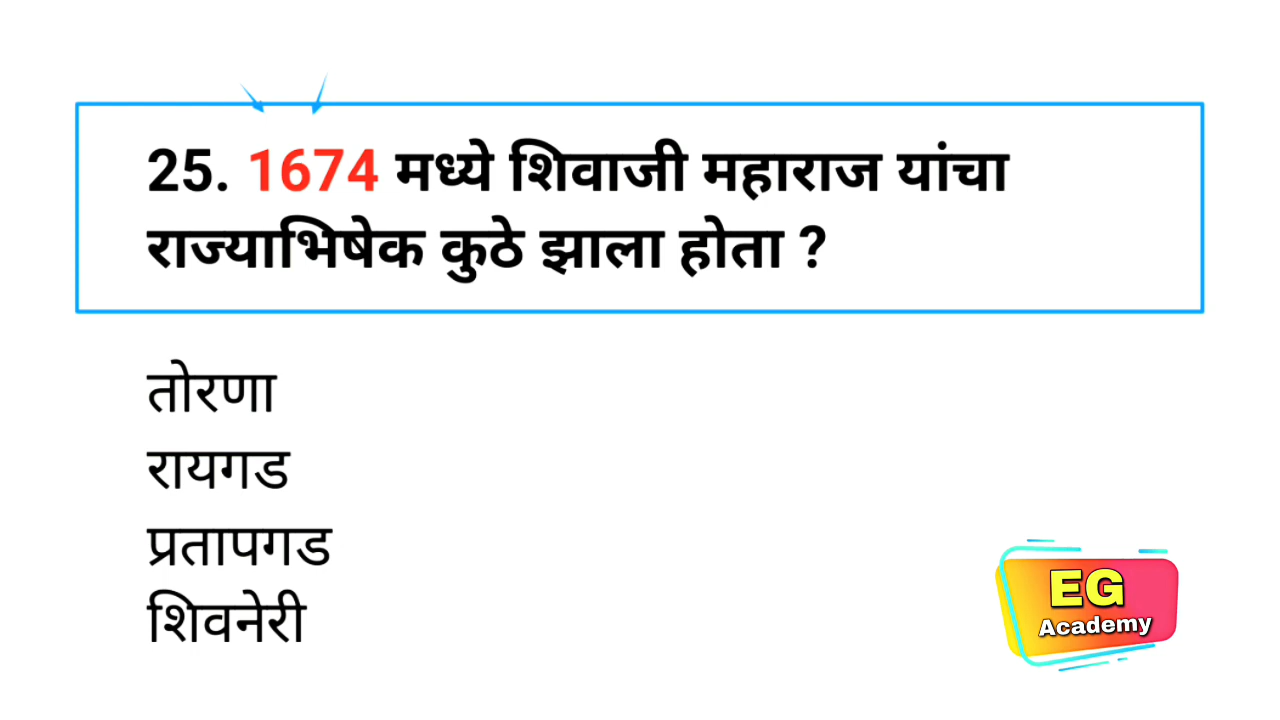 25. 1674 मध्ये शिवाजी महाराज यांचा
राज्याभिषेक कुठे झाला होता ?
तोरणा
रायगड
प्रतापगड
शिवनेरी
EG
Academy